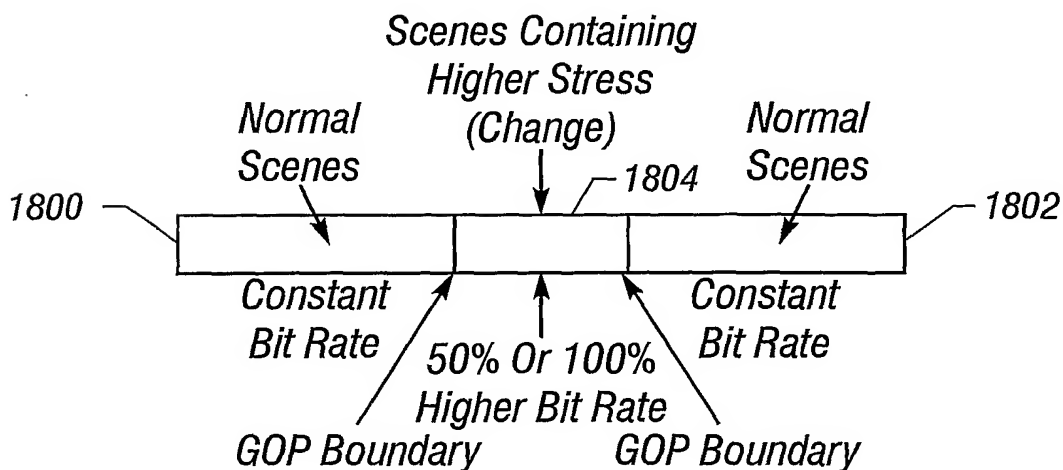 Scenes Containing
Higher Stress
(Change)
Normal
Scenes
Normal
Scenes
1800
1804
1802
Constant
Bit Rate
50% Or 100%
Higher Bit Rate
Constant
Bit Rate
GOP Boundary
GOP Boundary